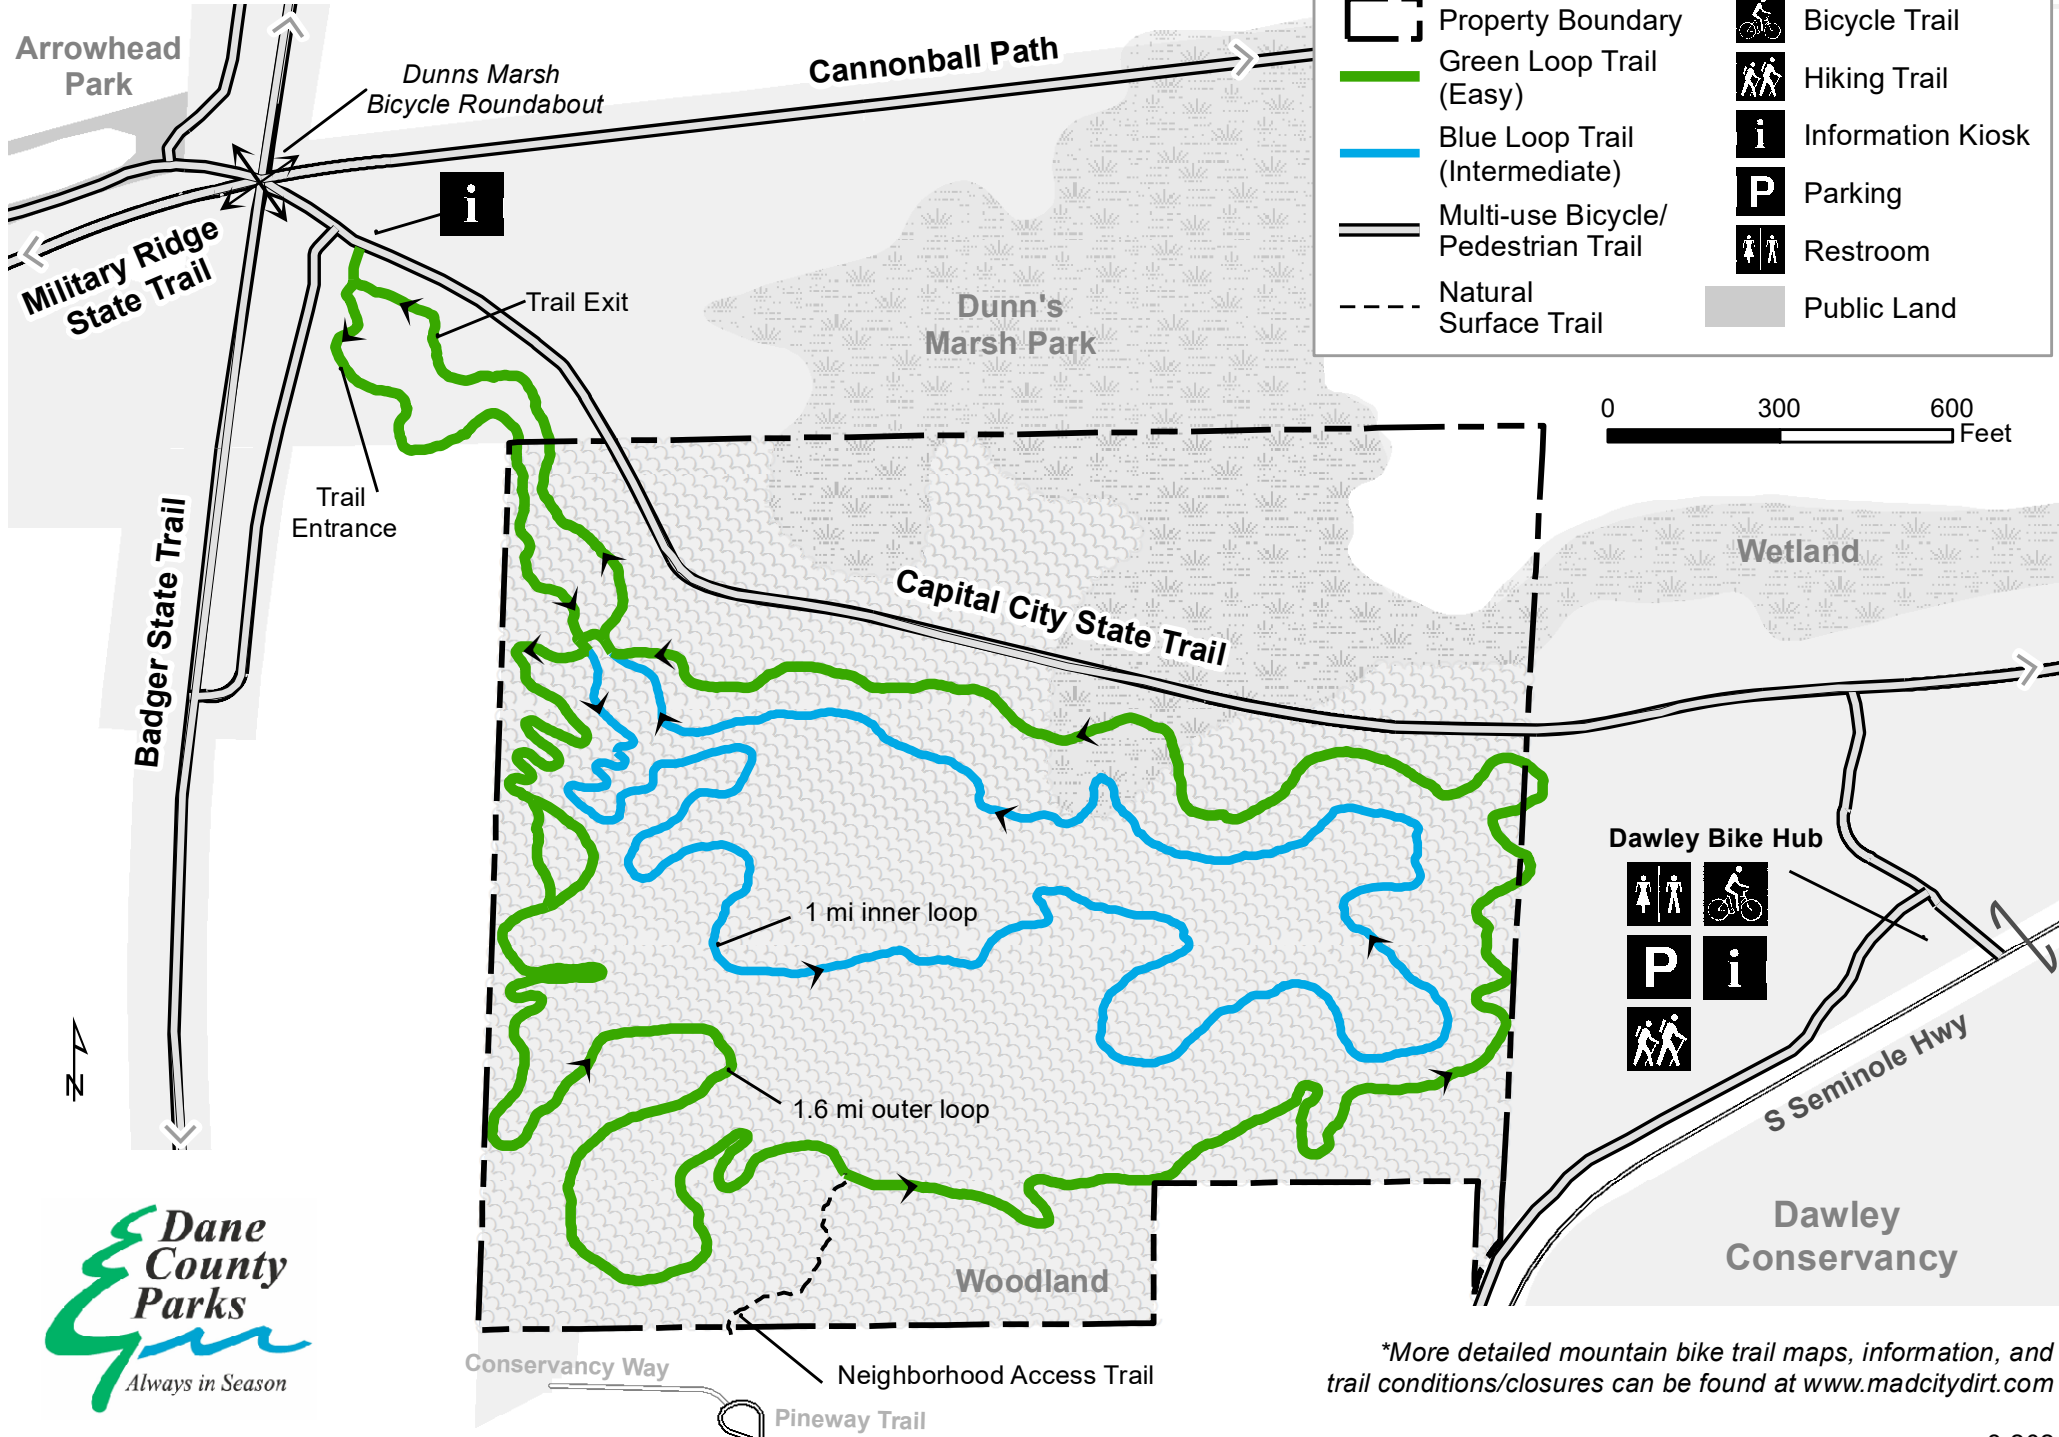 Arrowhead
Park
Dunns Marsh
Bicycle Roundabout
Cannonball Path
Property Boundary
Green Loop Trail
(Easy)
Blue Loop Trail
(Intermediate)
Multi-use Bicycle/
Pedestrian Trail
Natural
Surface Trail
Bicycle Trail
Hiking Trail
i
Information Kiosk
P
Parking
Restroom
Public Land
i
Military Ridge
State Trail
Trail Exit
Dunn's
Marsh Park
0 300 600
Feet
Trail
Entrance
Badger State Trail
Wetland
Capital City State Trail
Dawley Bike Hub
P
i
1 mi inner loop
1.6 mi outer loop
S Seminole Hwy
N
Dane
County
Parks
Always in Season
Woodland
Dawley
Conservancy
Neighborhood Access Trail
Conservancy Way
Pineway Trail
*More detailed mountain bike trail maps, information, and
trail conditions/closures can be found at www.madcitydirt.com